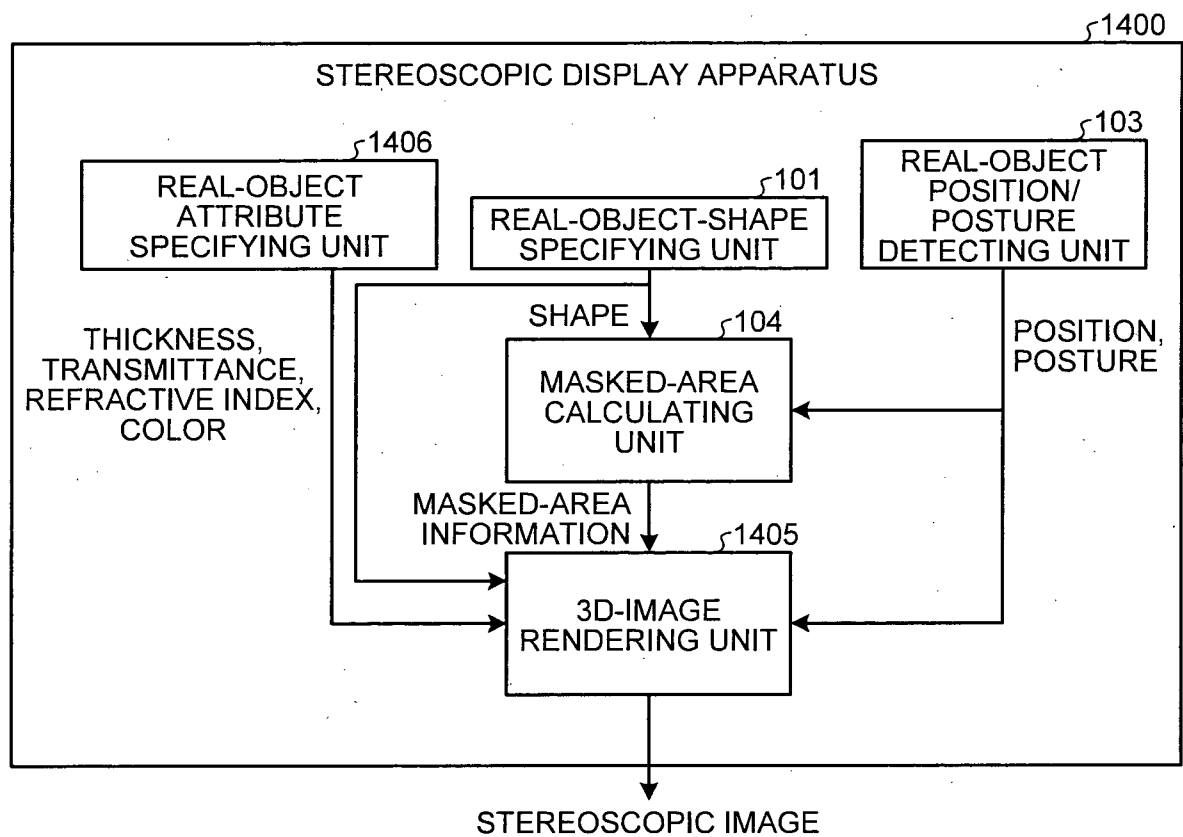 1400
STEREOSCOPIC DISPLAY APPARATUS
1406
REAL-OBJECT
ATTRIBUTE
SPECIFYING UNIT
101
REAL-OBJECT-SHAPE
SPECIFYING UNIT
103
REAL-OBJECT
POSITION/
POSTURE
DETECTING UNIT
THICKNESS,
TRANSMITTANCE,
REFRACTIVE INDEX,
COLOR
SHAPE
104
MASKED-AREA
CALCULATING
UNIT
POSITION,
POSTURE
MASKED-AREA
INFORMATION
1405
3D-IMAGE
RENDERING UNIT
STEREOSCOPIC IMAGE